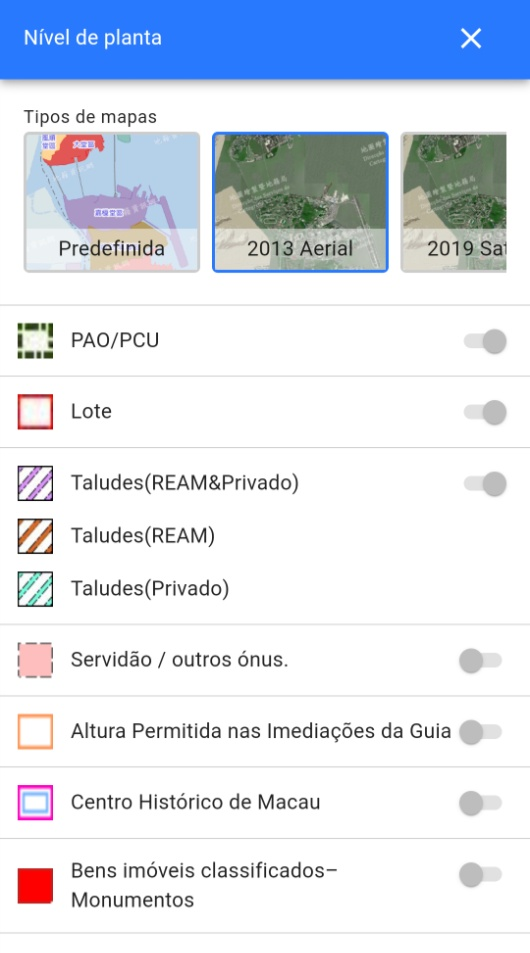 Nível de planta
Tipos de mapas
Predefinida
2013 Aerial
2019 Sat
PAO/PCU
Lote
Taludes(REAM&Privado)
Taludes(REAM)
Taludes(Privado)
Servidão / outros ónus.
Altura Permitida nas Imediações da Guia
Centro Histórico de Macau
Bens imóveis classificados–
Monumentos